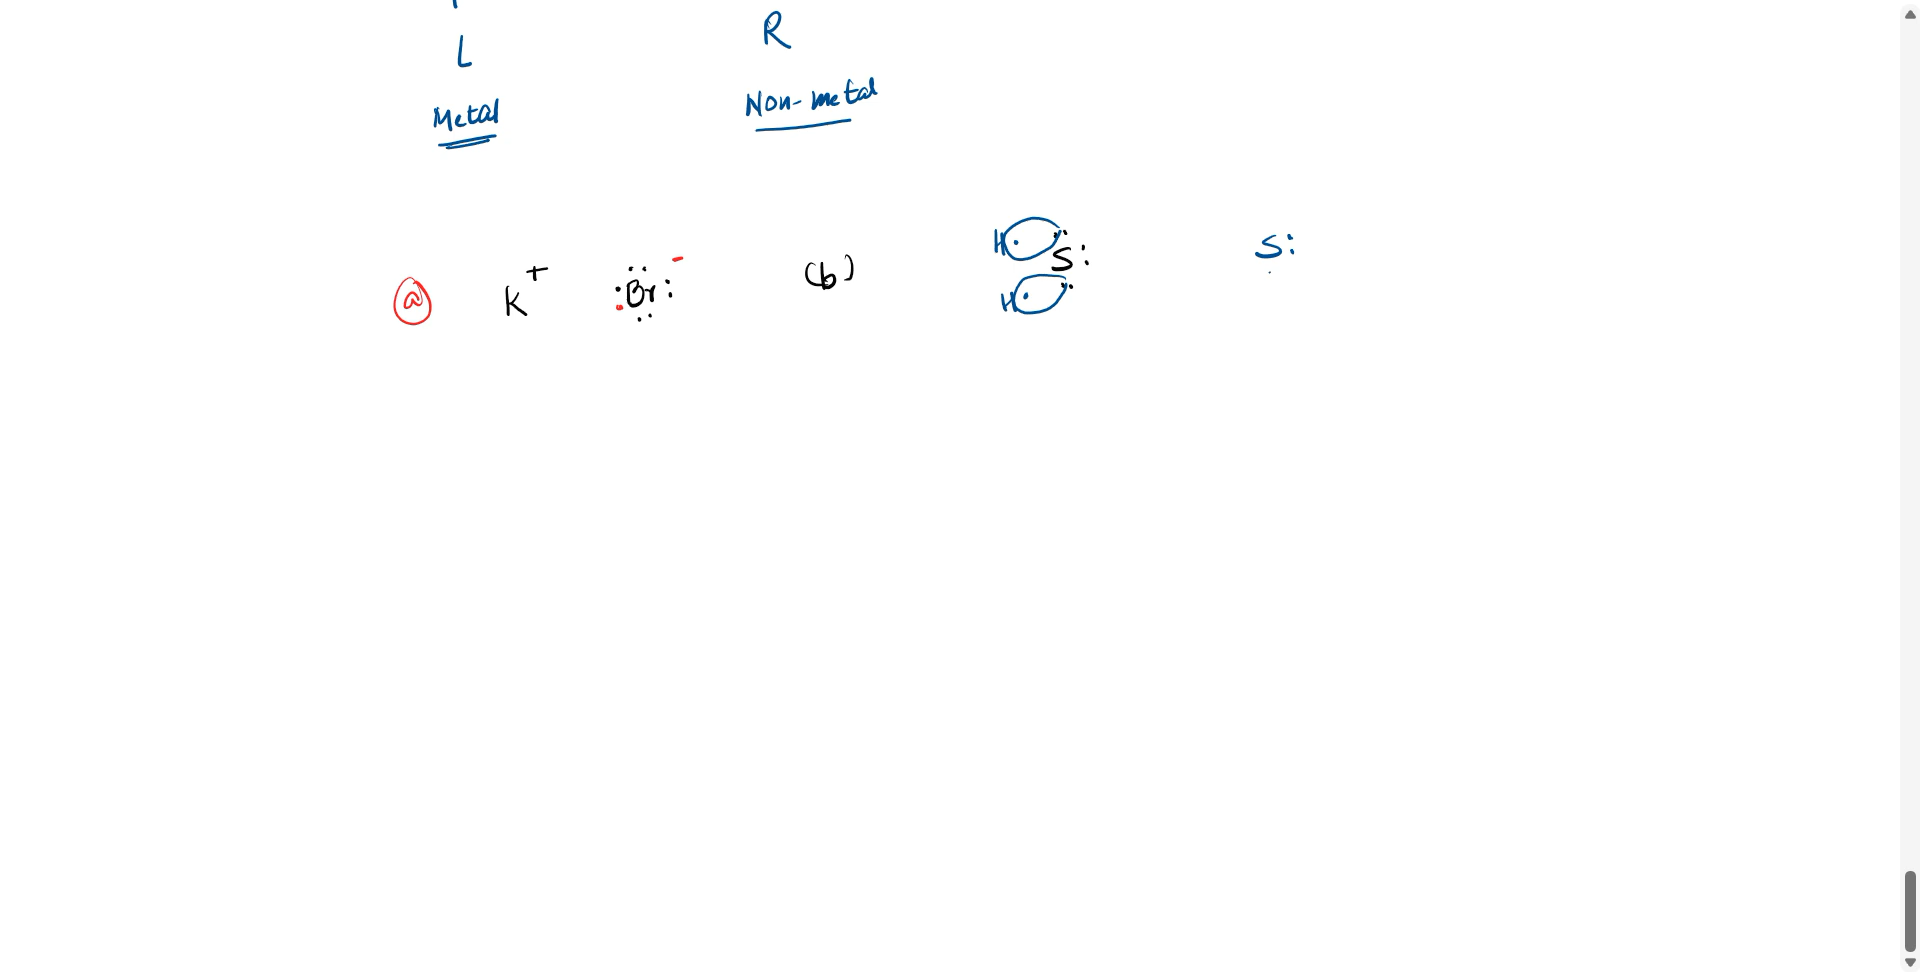 L R
Metal Non-metal
(a) K⁺ :Br:⁻ (b) H S: S:
H